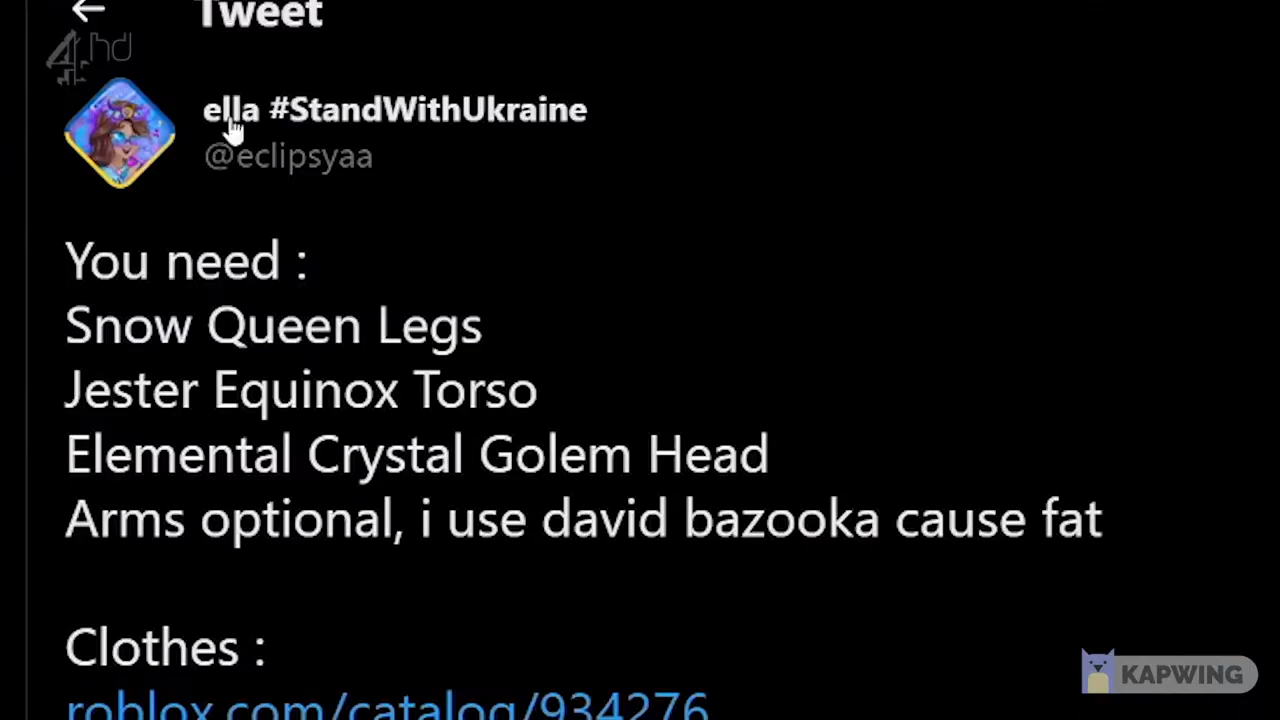 Tweet
4hd
ella #StandWithUkraine
@eclipsyaa
You need :
Snow Queen Legs
Jester Equinox Torso
Elemental Crystal Golem Head
Arms optional, i use david bazooka cause fat
Clothes :
roblox.com/catalog/934276
KAPWING